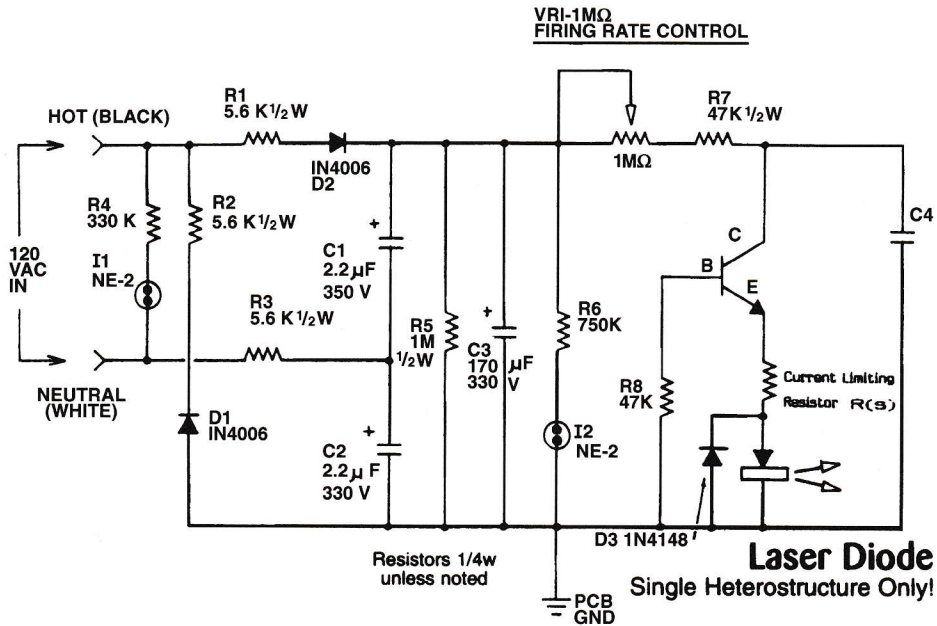 VRI-1MΩ
FIRING RATE CONTROL
HOT (BLACK)
R1
5.6 K½W
R7
47K½W
IN4006
D2
1MΩ
R4
330 K
R2
5.6 K½W
C4
120
VAC
IN
I1
NE-2
+
C1
2.2µF
350 V
C
B
E
R3
5.6 K½W
R5
1M
½W
+
C3
170 µF
330 V
R6
750K
NEUTRAL
(WHITE)
R8
47K
Current Limiting
Resistor R(s)
D1
IN4006
+
C2
2.2µF
330 V
I2
NE-2
D3 1N4148
Resistors 1/4w
unless noted
Laser Diode
Single Heterostructure Only!
PCB
GND